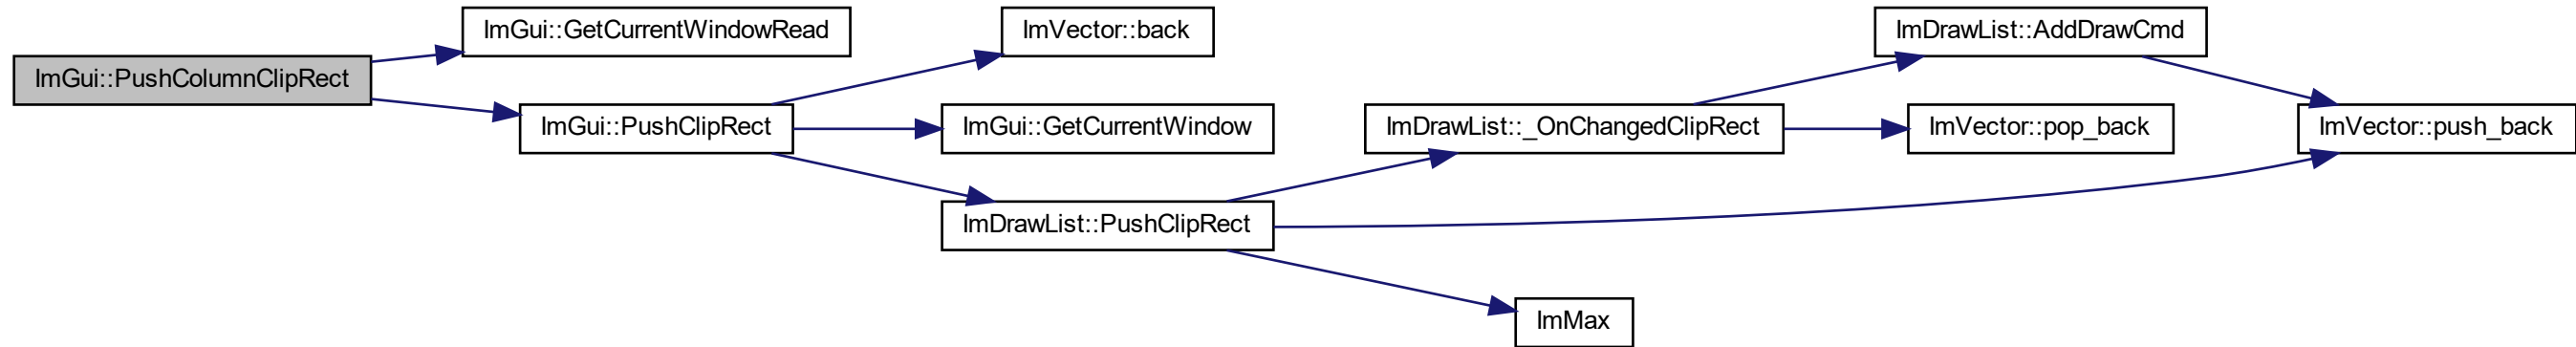 ImGui::PushColumnClipRect
ImGui::GetCurrentWindowRead
ImGui::PushClipRect
ImVector::back
ImGui::GetCurrentWindow
ImDrawList::PushClipRect
ImDrawList::_OnChangedClipRect
ImMax
ImDrawList::AddDrawCmd
ImVector::pop_back
ImVector::push_back